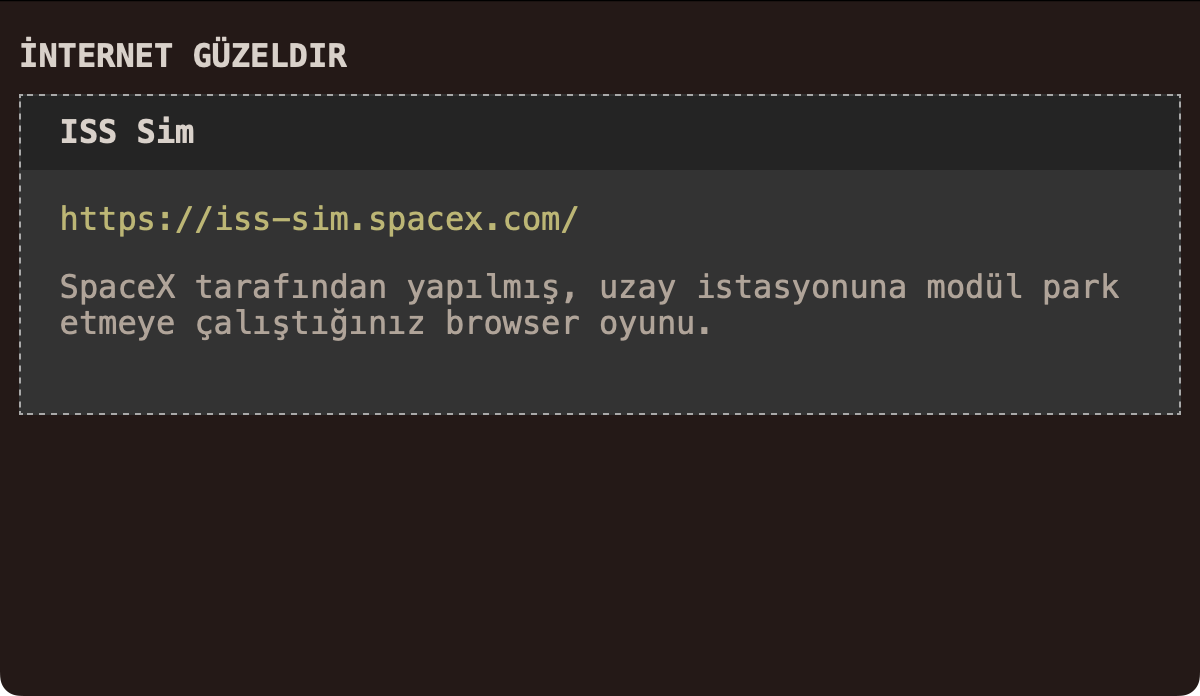 İNTERNET GÜZELDIR
ISS Sim
https://iss-sim.spacex.com/
SpaceX tarafından yapılmış, uzay istasyonuna modül park
etmeye çalıştığınız browser oyunu.